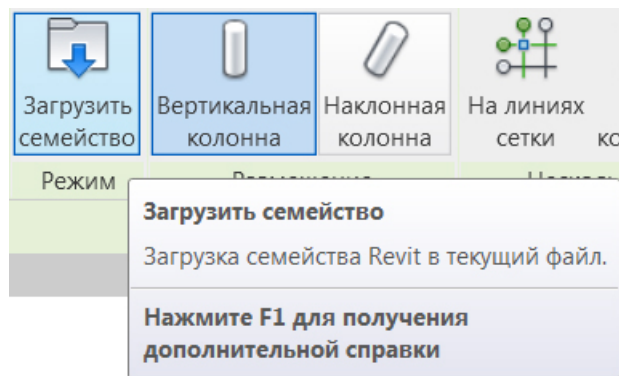 Загрузить
семейство
Вертикальная
колонна
Наклонная
колонна
На линиях
сетки
Режим
Загрузить семейство
Загрузка семейства Revit в текущий файл.
Нажмите F1 для получения
дополнительной справки